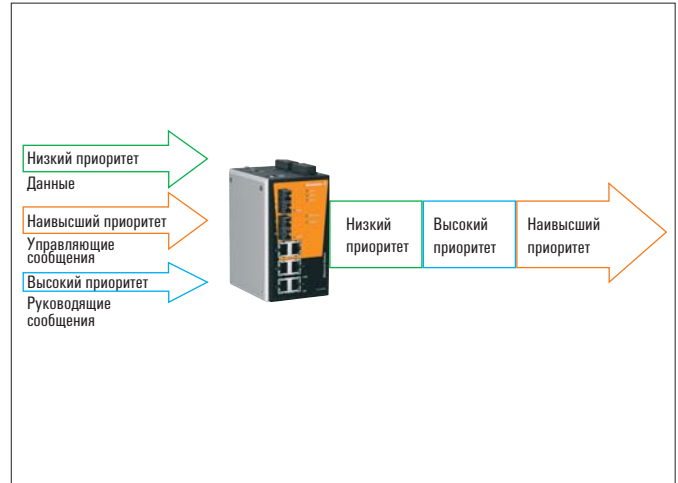 Низкий приоритет
Данные
Наивысший приоритет
Управляющие
сообщения
Высокий приоритет
Руководящие
сообщения
Низкий
приоритет
Высокий
приоритет
Наивысший
приоритет